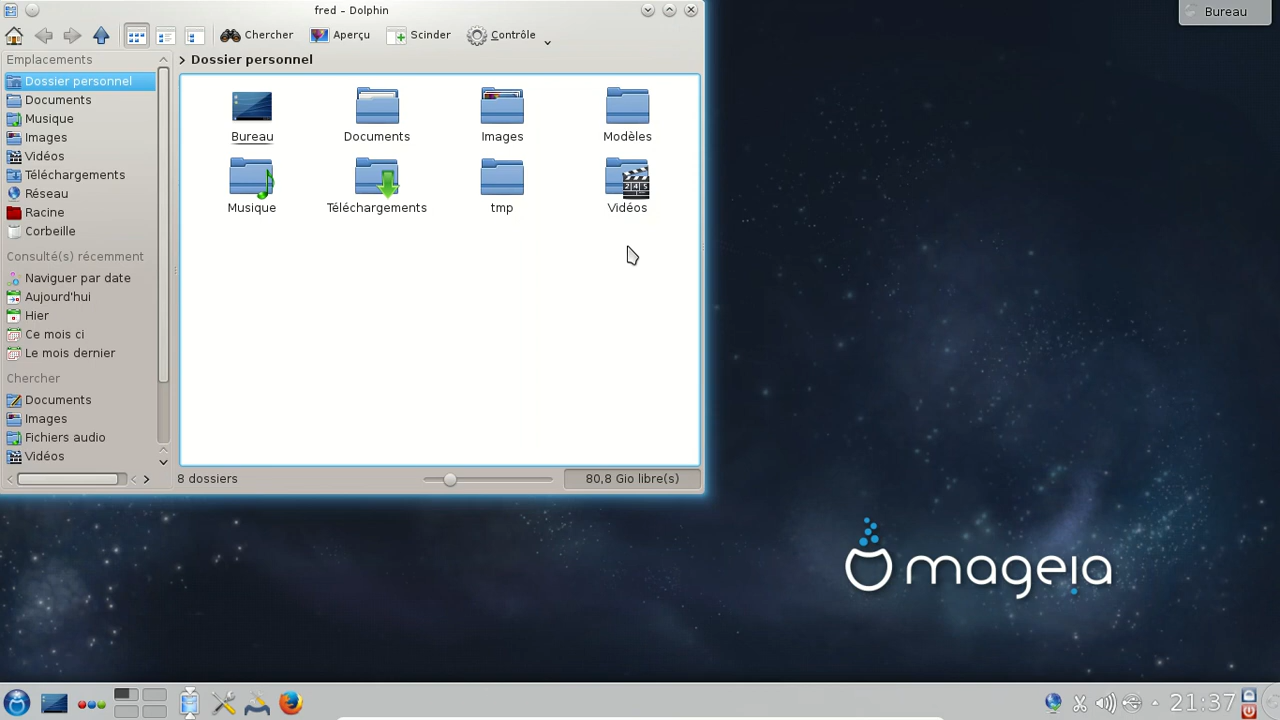 fred – Dolphin
Bureau
Chercher
Aperçu
Scinder
Contrôle
Emplacements
Dossier personnel
Documents
Musique
Images
Vidéos
Téléchargements
Réseau
Racine
Corbeille
Consulté(s) récemment
Naviguer par date
Aujourd'hui
Hier
Ce mois ci
Le mois dernier
Chercher
Documents
Images
Fichiers audio
Vidéos
> Dossier personnel
Bureau
Documents
Images
Modèles
Musique
Téléchargements
tmp
Vidéos
8 dossiers
80,8 Gio libre(s)
mageia
21:37